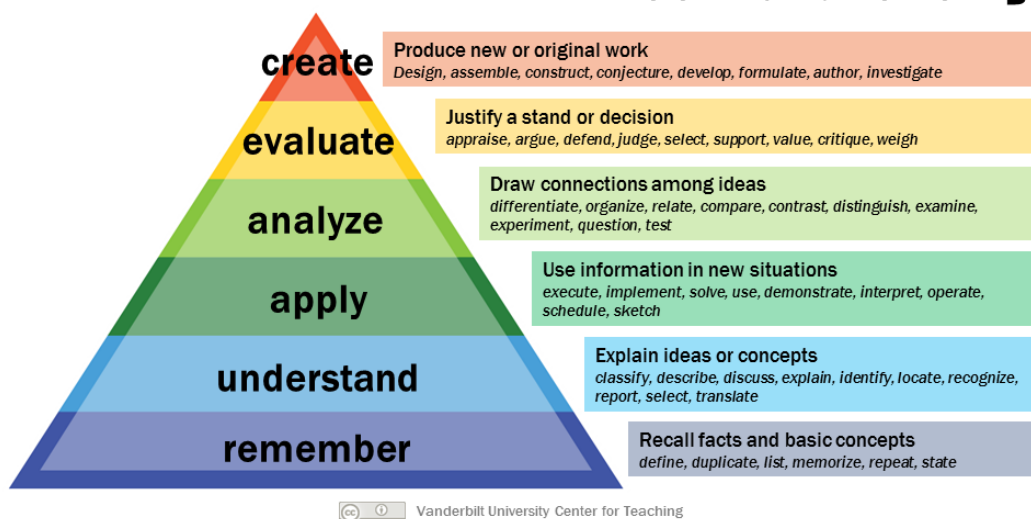 create
Produce new or original work
Design, assemble, construct, conjecture, develop, formulate, author, investigate
evaluate
Justify a stand or decision
appraise, argue, defend, judge, select, support, value, critique, weigh
analyze
Draw connections among ideas
differentiate, organize, relate, compare, contrast, distinguish, examine,
experiment, question, test
apply
Use information in new situations
execute, implement, solve, use, demonstrate, interpret, operate,
schedule, sketch
understand
Explain ideas or concepts
classify, describe, discuss, explain, identify, locate, recognize,
report, select, translate
remember
Recall facts and basic concepts
define, duplicate, list, memorize, repeat, state
cc
Vanderbilt University Center for Teaching